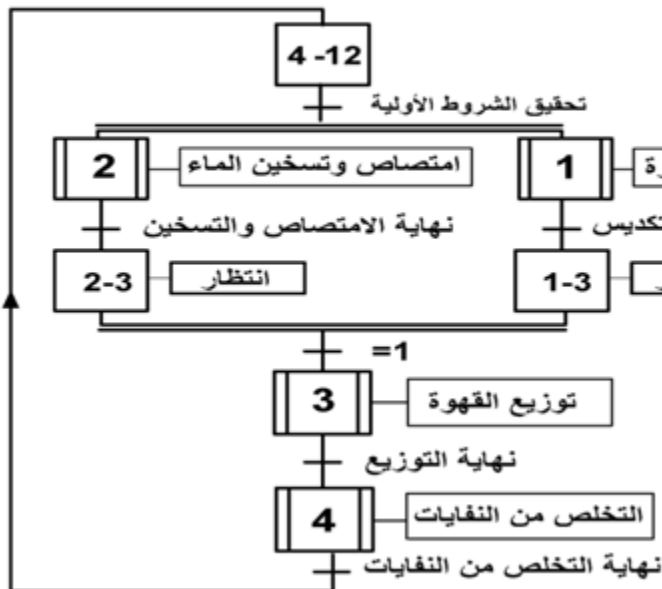 4-12
تحقيق الشروط الأولية
1
2
امتصاص وتسخين الماء
تكديس
نهاية الامتصاص والتسخين
1-3
2-3
انتظار
=1
3
توزيع القهوة
نهاية التوزيع
4
التخلص من النفايات
نهاية التخلص من النفايات